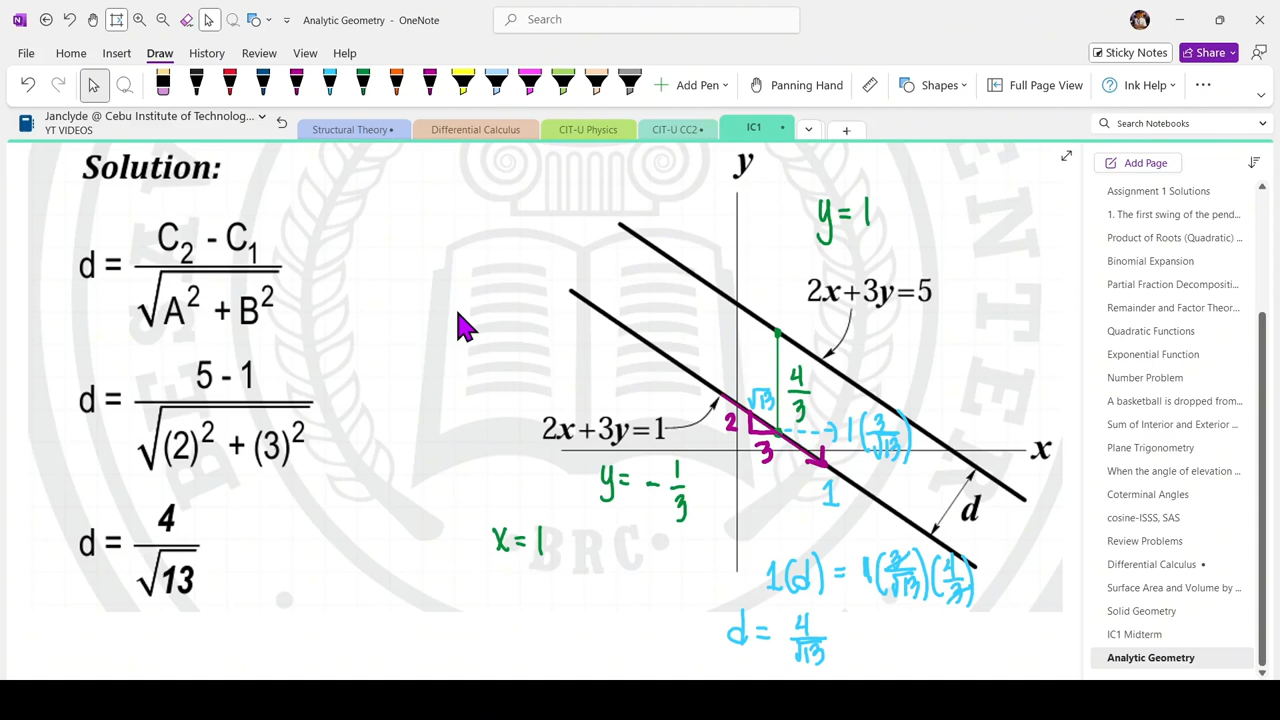 Analytic Geometry - OneNote
Search
File Home Insert Draw History Review View Help
Sticky Notes
Share
Add Pen
Panning Hand
Shapes
Full Page View
Ink Help
Janclyde @ Cebu Institute of Technolog...
YT VIDEOS
Structural Theory
Differential Calculus
CIT-U Physics
CIT-U CC2
IC1
Search Notebooks
Add Page
Assignment 1 Solutions
1. The first swing of the pend...
Product of Roots (Quadratic) ...
Binomial Expansion
Partial Fraction Decompositi...
Remainder and Factor Theor...
Quadratic Functions
Exponential Function
Number Problem
A basketball is dropped from...
Sum of Interior and Exterior ...
Plane Trigonometry
When the angle of elevation ...
Coterminal Angles
cosine-ISSS, SAS
Review Problems
Differential Calculus
Surface Area and Volume by...
Solid Geometry
IC1 Midterm
Analytic Geometry
Solution:
d = C₂ - C₁ / √A² + B²
d = 5 - 1 / √(2)² + (3)²
d = 4 / √13
y
y = 1
2x+3y=5
4/3
√13
2
3
1(3/√13)
x
2x+3y=1
y = - 1/3
1
d
x = 1
1(d) = 1(3/√13)(4/3)
d = 4/√13
BRC